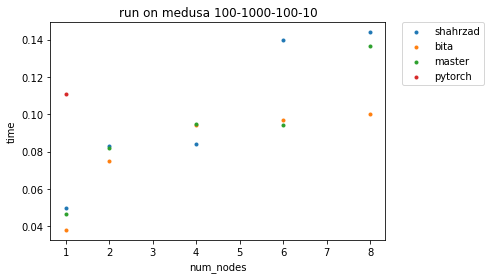 run on medusa 100-1000-100-10
shahrzad
bita
master
pytorch
0.14
0.12
0.10
0.08
0.06
0.04
time
1 2 3 4 5 6 7 8
num_nodes